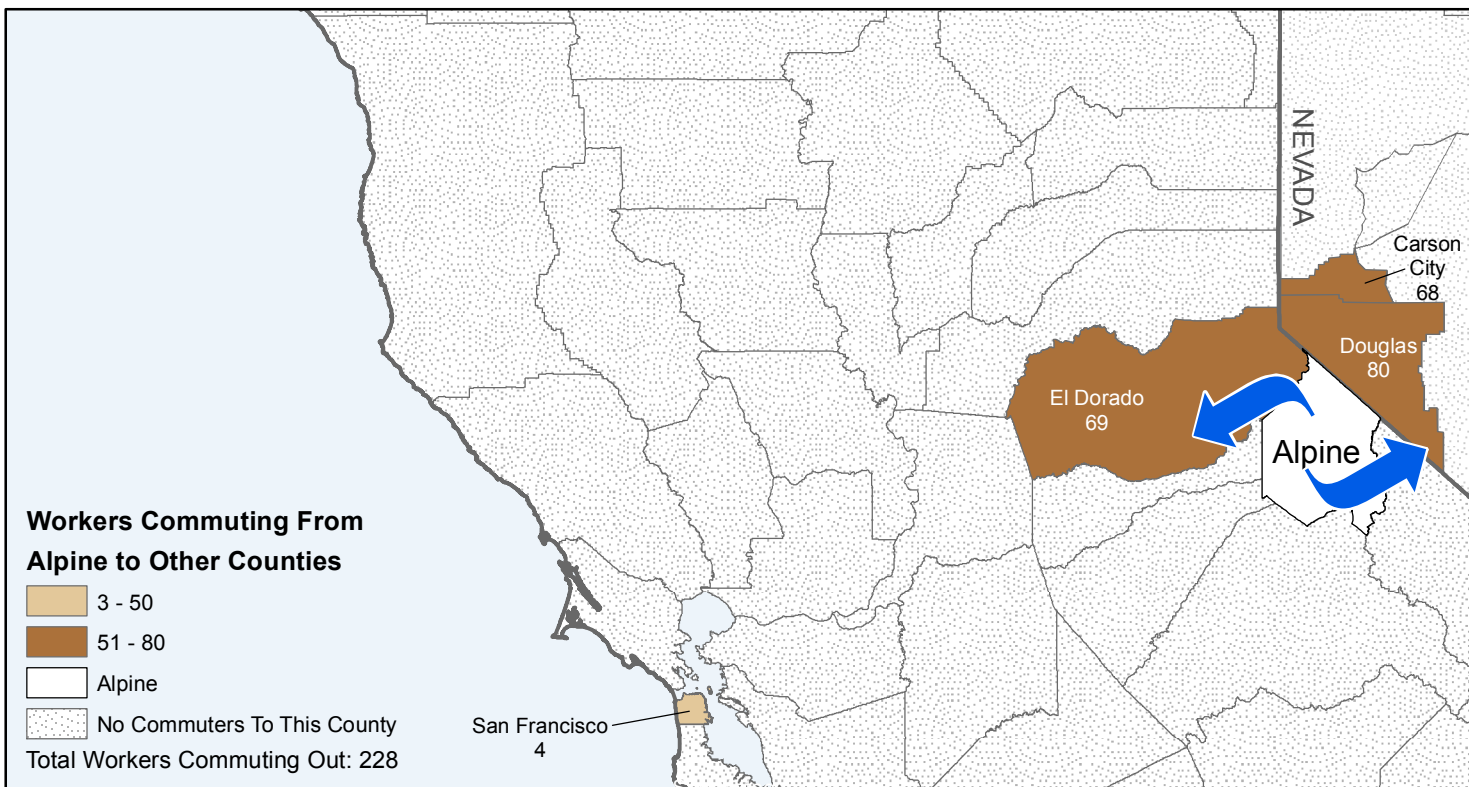 NEVADA
Carson
City
68
Douglas
80
El Dorado
69
Alpine
Workers Commuting From
Alpine to Other Counties
3 - 50
51 - 80
Alpine
No Commuters To This County
Total Workers Commuting Out: 228
San Francisco
4